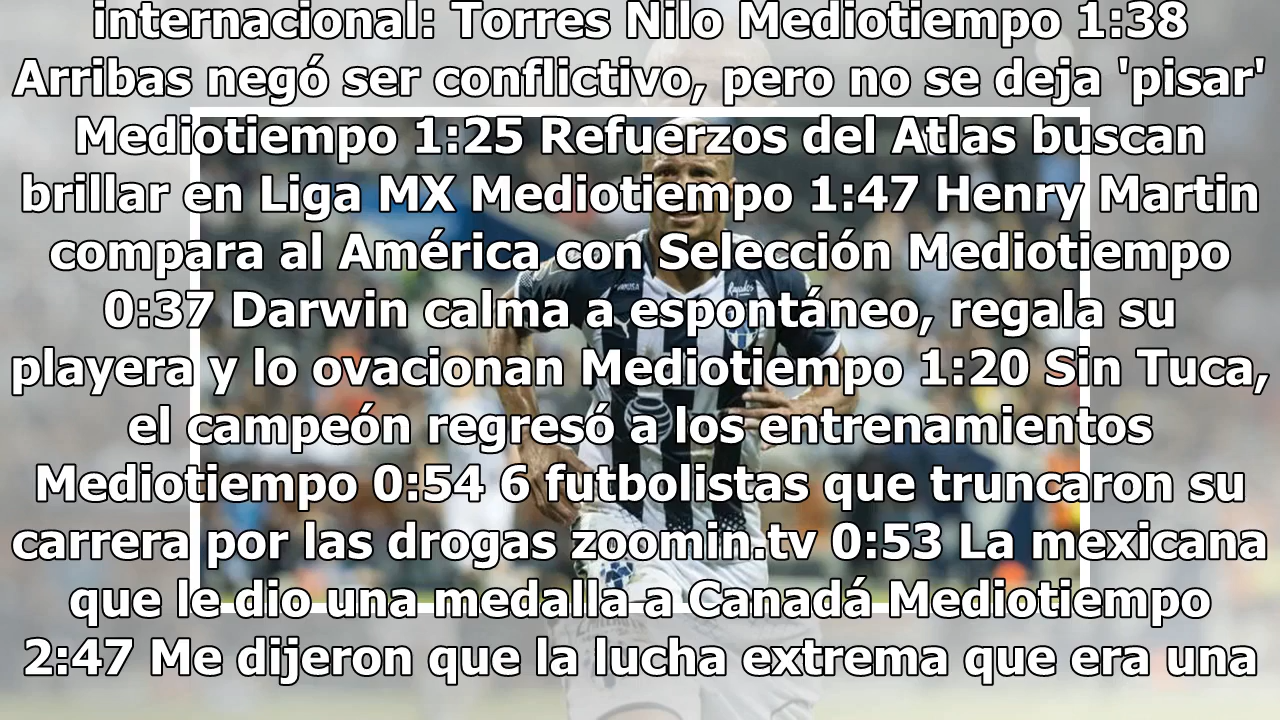 internacional: Torres Nilo Mediotiempo 1:38
Arribas negó ser conflictivo, pero no se deja 'pisar'
Mediotiempo 1:25 Refuerzos del Atlas buscan
brillar en Liga MX Mediotiempo 1:47 Henry Martin
compara al América con Selección Mediotiempo
0:37 Darwin calma a espontáneo, regala su
playera y lo ovacionan Mediotiempo 1:20 Sin Tuca,
el campeón regresó a los entrenamientos
Mediotiempo 0:54 6 futbolistas que truncaron su
carrera por las drogas zoomin.tv 0:53 La mexicana
que le dio una medalla a Canadá Mediotiempo
2:47 Me dijeron que la lucha extrema que era una
Rayados